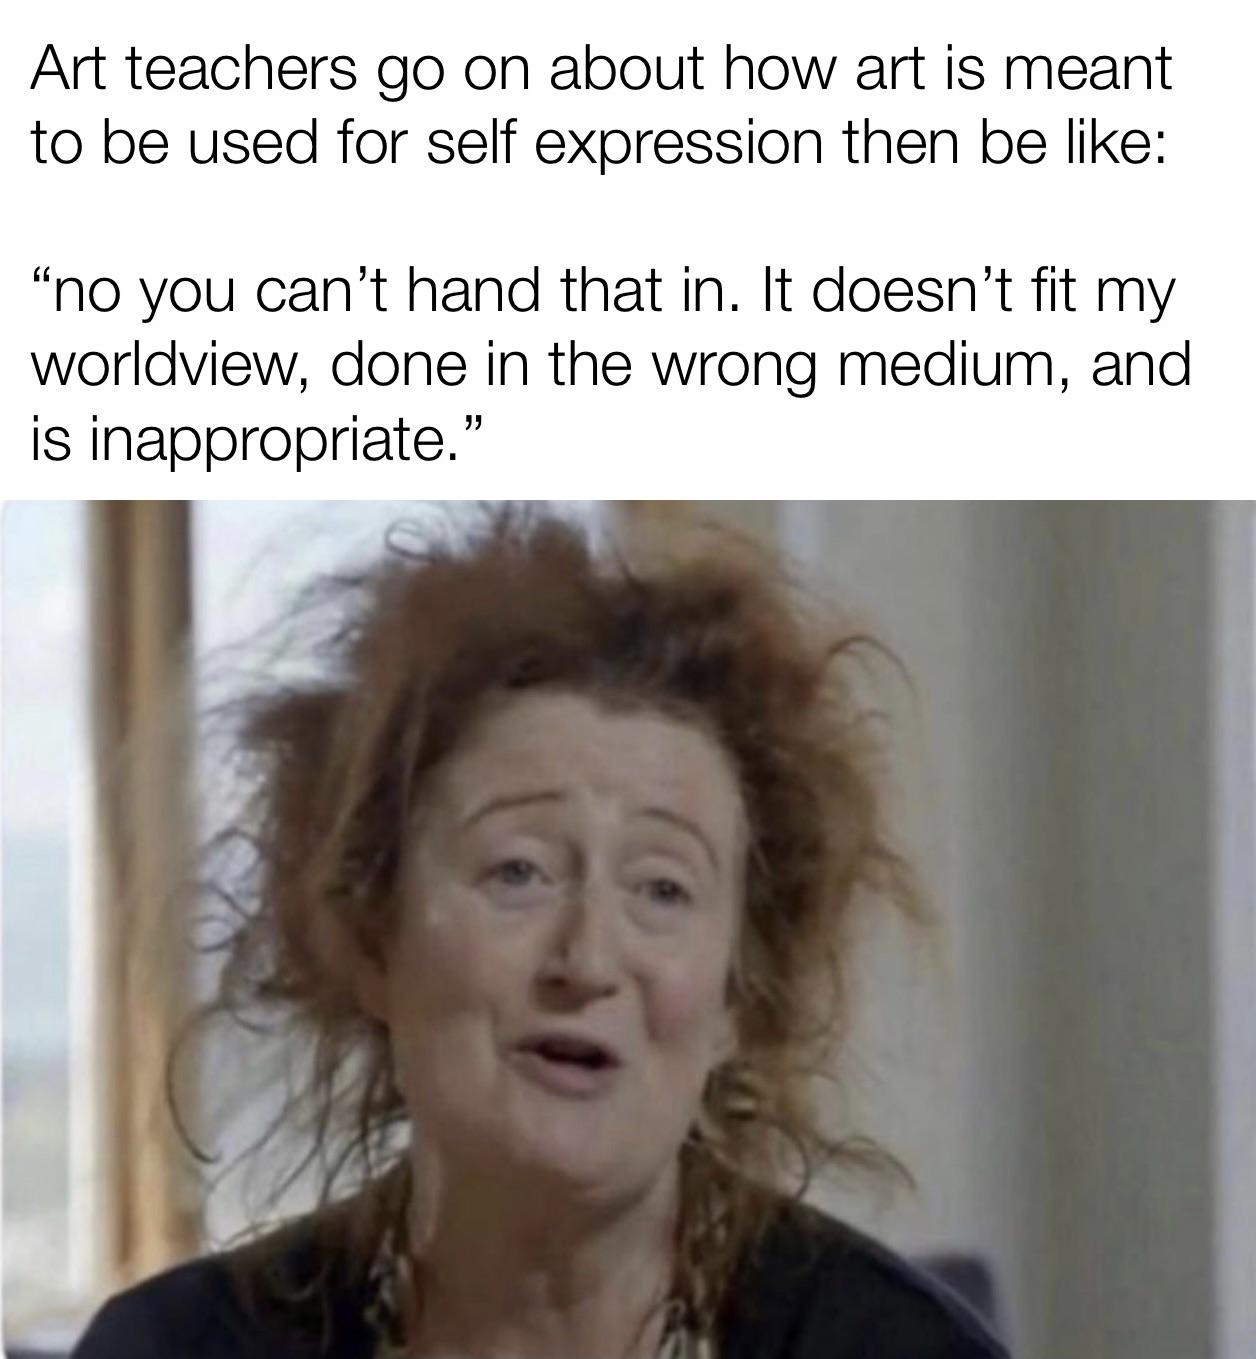 Art teachers go on about how art is meant
to be used for self expression then be like:
“no you can’t hand that in. It doesn’t fit my
worldview, done in the wrong medium, and
is inappropriate.”